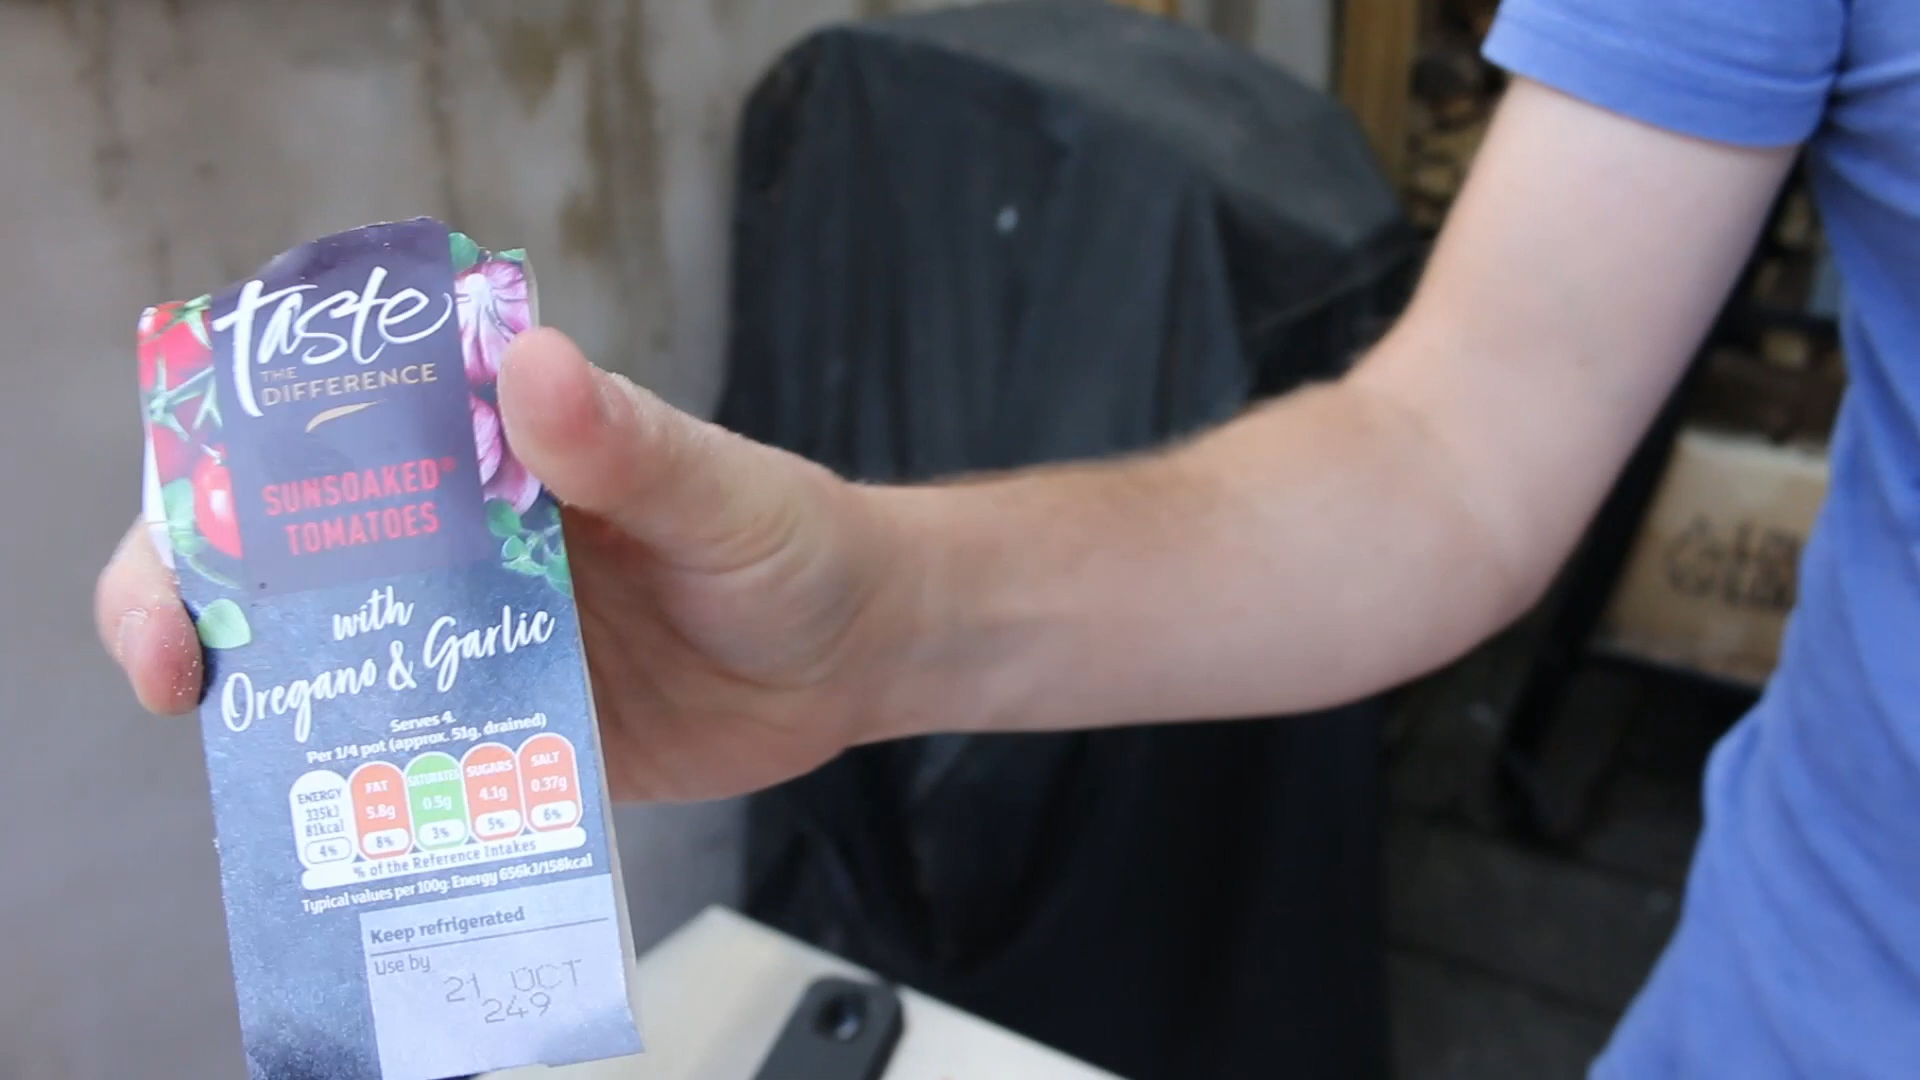 taste
THE
DIFFERENCE
SUNSOAKED®
TOMATOES
with
Oregano & Garlic
Serves 4.
Per 1/4 pot (approx. 51g, drained)
ENERGY 335kJ 81kcal 4%
FAT 5.8g 8%
SATURATES 0.5g 3%
SUGARS 4.1g 5%
SALT 0.37g 6%
% of the Reference Intakes
Typical values per 100g: Energy 656kJ/158kcal
Keep refrigerated
Use by
21 OCT
249